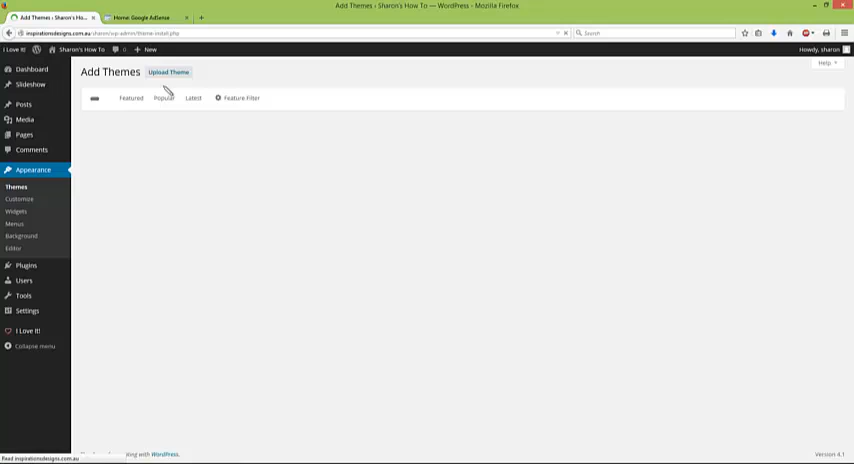 Add Themes › Sharon's How To — WordPress - Mozilla Firefox
Add Themes › Sharon's Ho...
Home: Google AdSense
inspirationsdesigns.com.au/sharon/wp-admin/theme-install.php
Search
I Love It!
Sharon's How To
0
New
Howdy, sharon
Help
Dashboard
Slideshow
Posts
Media
Pages
Comments
Appearance
Themes
Customize
Widgets
Menus
Background
Editor
Plugins
Users
Tools
Settings
I Love It!
Collapse menu
Add Themes
Upload Theme
Featured
Popular
Latest
Feature Filter
with WordPress.
Version 4.1
Read inspirationsdesigns.com.au